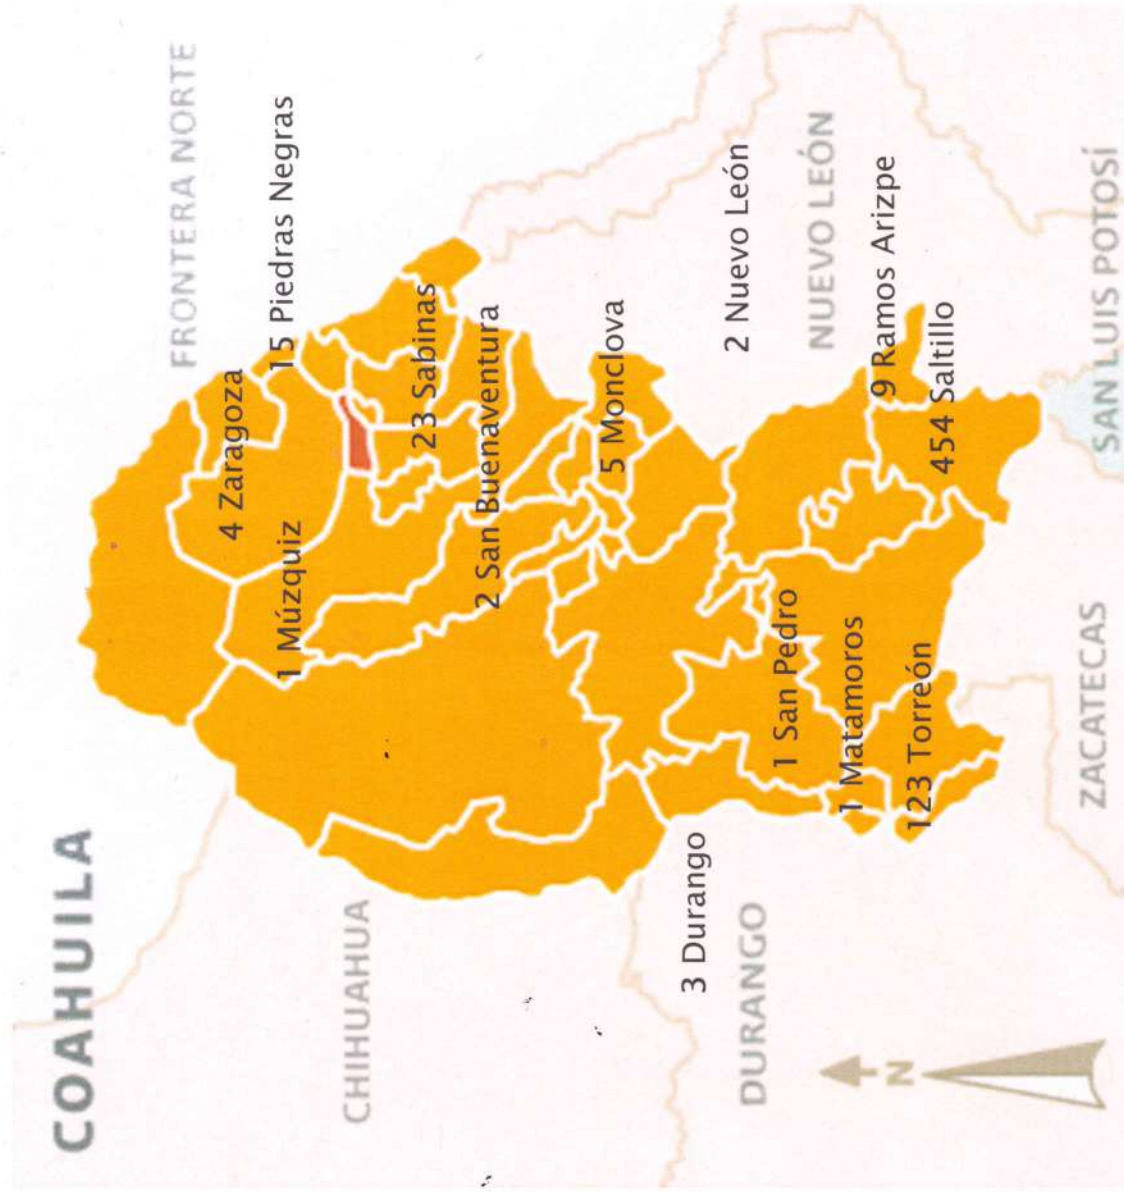 COAHUILA
FRONTERA NORTE
15 Piedras Negras
4 Zaragoza
1 Múzquiz
23 Sabinas
CHIHUAHUA
2 San Buenaventura
5 Monclova
2 Nuevo León
NUEVO LEÓN
3 Durango
DURANGO
1 San Pedro
9 Ramos Arizpe
1 Matamoros
454 Saltillo
123 Torreón
N
ZACATECAS
SAN LUIS POTOSÍ